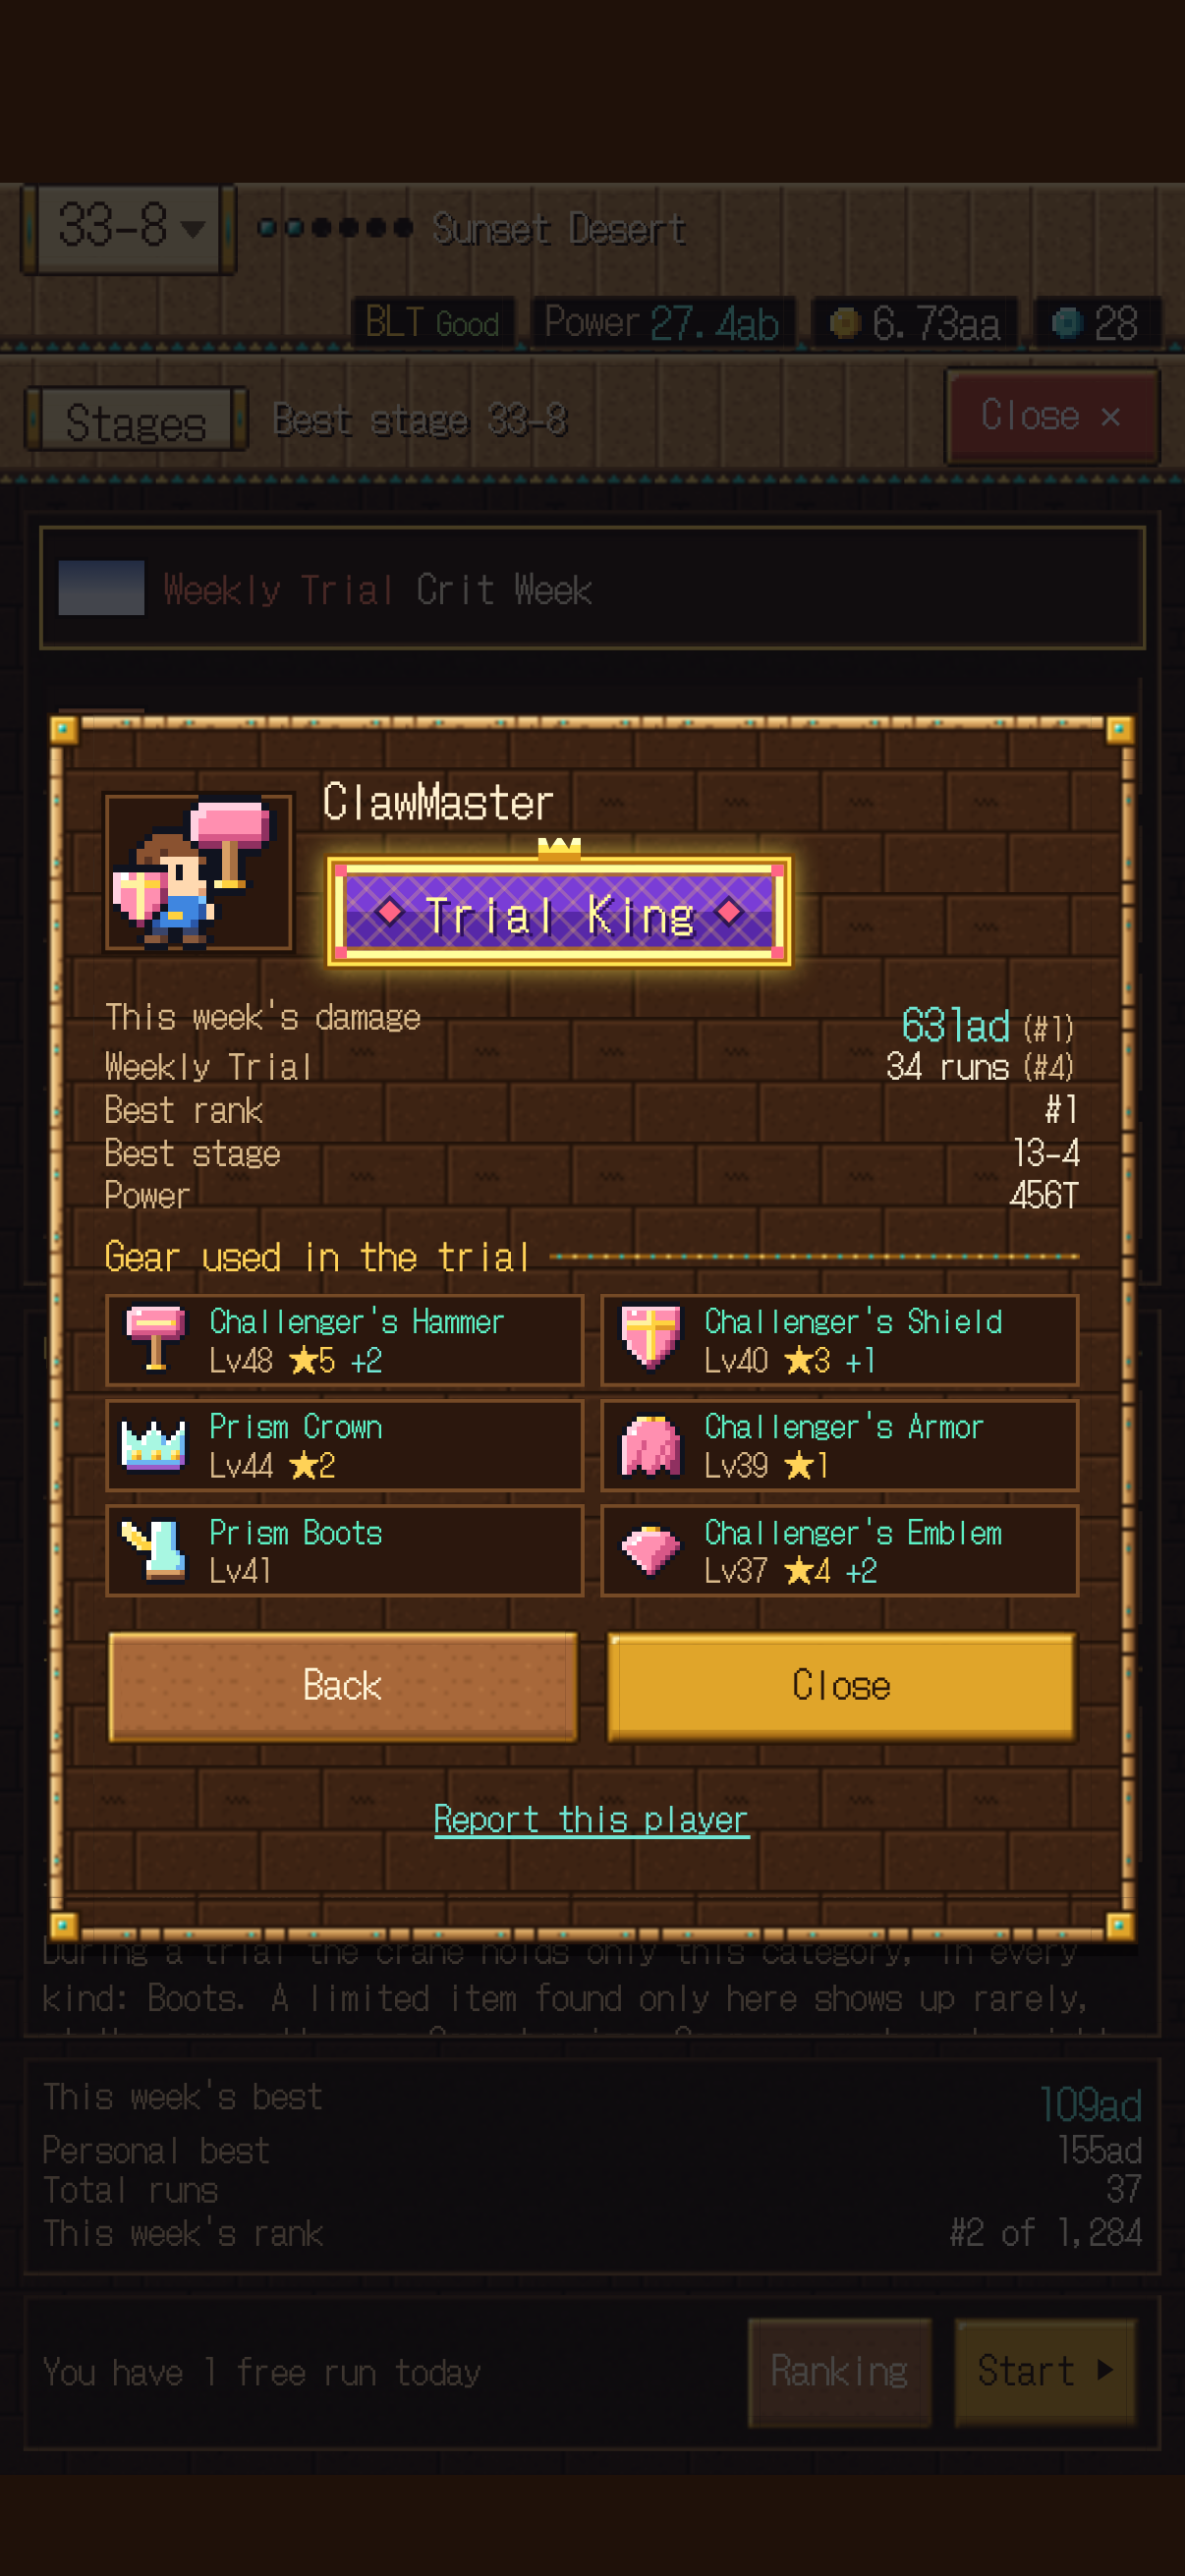 33-8 Sunset Desert
BLT Good Power 27.4ab 6.73aa 28
Stages Best stage 33-8 Close ×
Weekly Trial Crit Week
ClawMaster
Trial King
This week's damage 631ad (#1)
Weekly Trial 34 runs (#4)
Best rank #1
Best stage 13-4
Power 456T
Gear used in the trial
Challenger's Hammer
Lv48 ★5 +2
Challenger's Shield
Lv40 ★3 +1
Prism Crown
Lv44 ★2
Challenger's Armor
Lv39 ★1
Prism Boots
Lv41
Challenger's Emblem
Lv37 ★4 +2
Back Close
Report this player
During a trial the crane holds only this category, in every
kind: Boots. A limited item found only here shows up rarely,
This week's best 109ad
Personal best 155ad
Total runs 37
This week's rank #2 of 1,284
You have 1 free run today Ranking Start